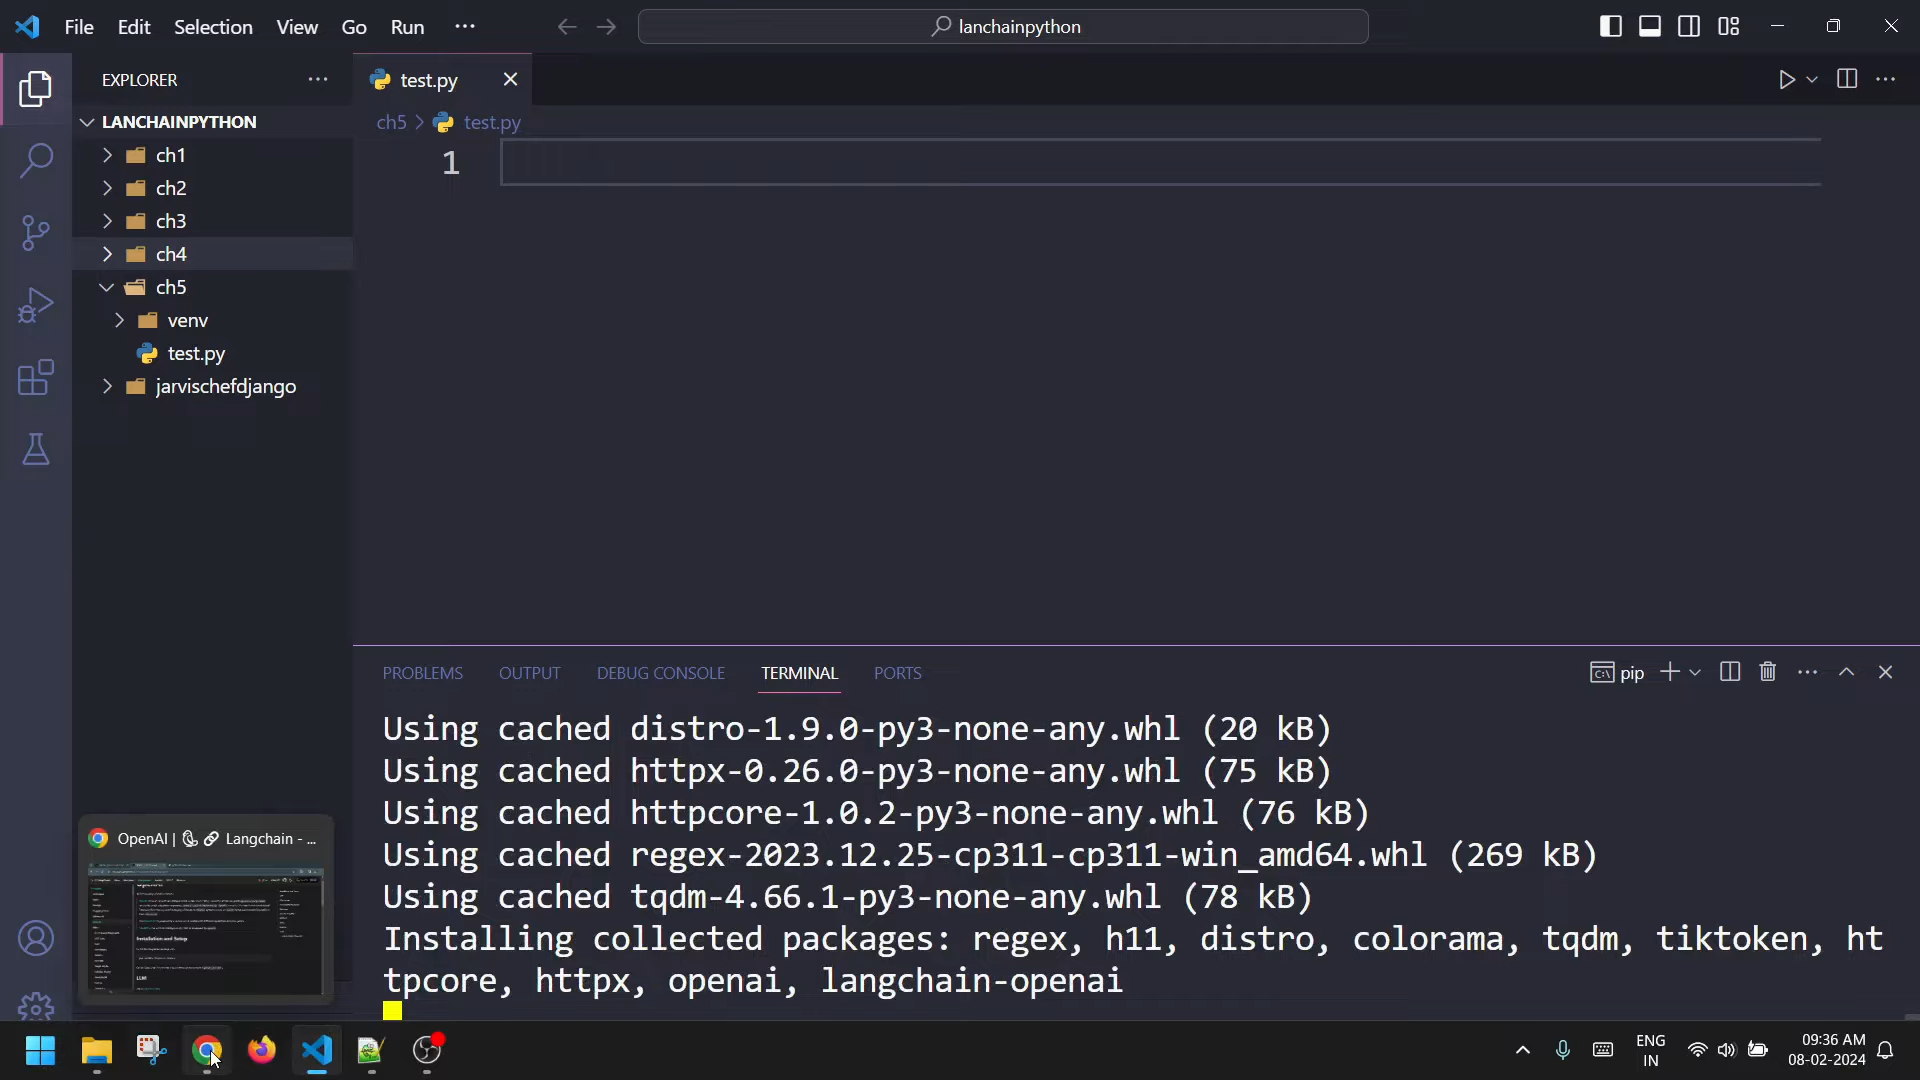 File Edit Selection View Go Run ···
lanchainpython
EXPLORER ···
test.py
LANCHAINPYTHON
ch5 > test.py
ch1
ch2
ch3
ch4
ch5
venv
test.py
jarvischefdjango
1
PROBLEMS OUTPUT DEBUG CONSOLE TERMINAL PORTS
pip
Using cached distro-1.9.0-py3-none-any.whl (20 kB)
Using cached httpx-0.26.0-py3-none-any.whl (75 kB)
Using cached httpcore-1.0.2-py3-none-any.whl (76 kB)
Using cached regex-2023.12.25-cp311-cp311-win_amd64.whl (269 kB)
Using cached tqdm-4.66.1-py3-none-any.whl (78 kB)
Installing collected packages: regex, h11, distro, colorama, tqdm, tiktoken, ht
tpcore, httpx, openai, langchain-openai
OpenAI | 🦜🔗 Langchain - ...
Installation and Setup
ENG
IN
09:36 AM
08-02-2024